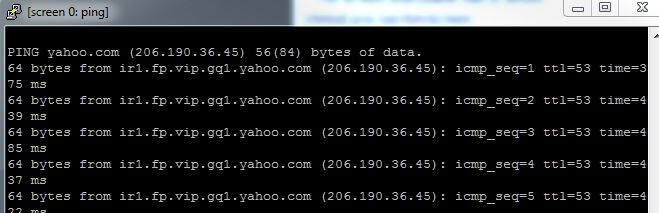 [screen 0: ping]
PING yahoo.com (206.190.36.45) 56(84) bytes of data.
64 bytes from ir1.fp.vip.gq1.yahoo.com (206.190.36.45): icmp_seq=1 ttl=53 time=3
75 ms
64 bytes from ir1.fp.vip.gq1.yahoo.com (206.190.36.45): icmp_seq=2 ttl=53 time=4
39 ms
64 bytes from ir1.fp.vip.gq1.yahoo.com (206.190.36.45): icmp_seq=3 ttl=53 time=4
85 ms
64 bytes from ir1.fp.vip.gq1.yahoo.com (206.190.36.45): icmp_seq=4 ttl=53 time=4
37 ms
64 bytes from ir1.fp.vip.gq1.yahoo.com (206.190.36.45): icmp_seq=5 ttl=53 time=4
22 ms